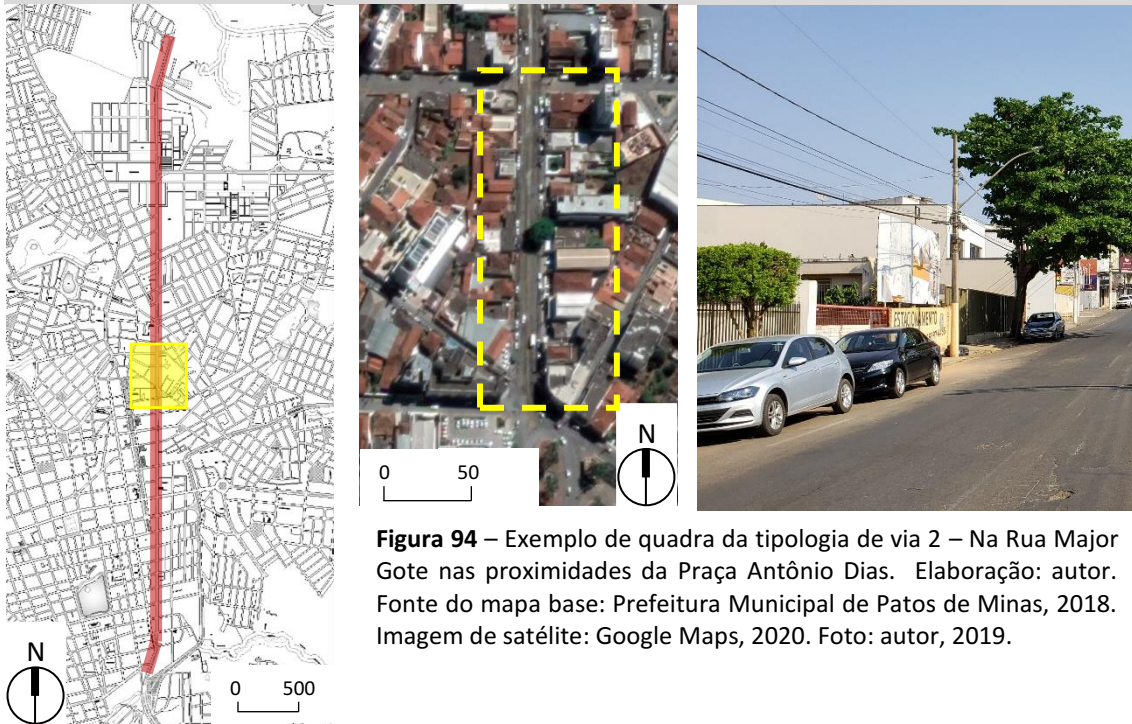 N
0 500
0 50
N
ESTACIONAMENTO
Figura 94 – Exemplo de quadra da tipologia de via 2 – Na Rua Major
Gote nas proximidades da Praça Antônio Dias. Elaboração: autor.
Fonte do mapa base: Prefeitura Municipal de Patos de Minas, 2018.
Imagem de satélite: Google Maps, 2020. Foto: autor, 2019.